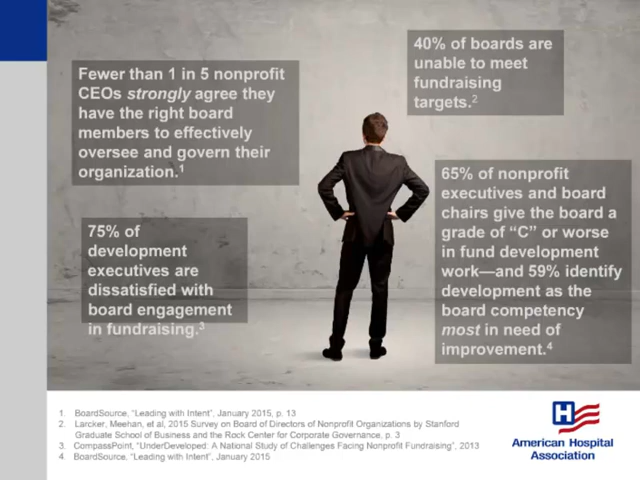 Fewer than 1 in 5 nonprofit
CEOs strongly agree they
have the right board
members to effectively
oversee and govern their
organization.1
40% of boards are
unable to meet
fundraising
targets.2
75% of
development
executives are
dissatisfied with
board engagement
in fundraising.3
65% of nonprofit
executives and board
chairs give the board a
grade of “C” or worse
in fund development
work—and 59% identify
development as the
board competency
most in need of
improvement.4
1. BoardSource, “Leading with Intent”, January 2015, p. 13
2. Larcker, Meehan, et al, 2015 Survey on Board of Directors of Nonprofit Organizations by Stanford
Graduate School of Business and the Rock Center for Corporate Governance, p. 3
3. CompassPoint, “UnderDeveloped: A National Study of Challenges Facing Nonprofit Fundraising”, 2013
4. BoardSource. “Leading with Intent”, January 2015
H
American Hospital
Association